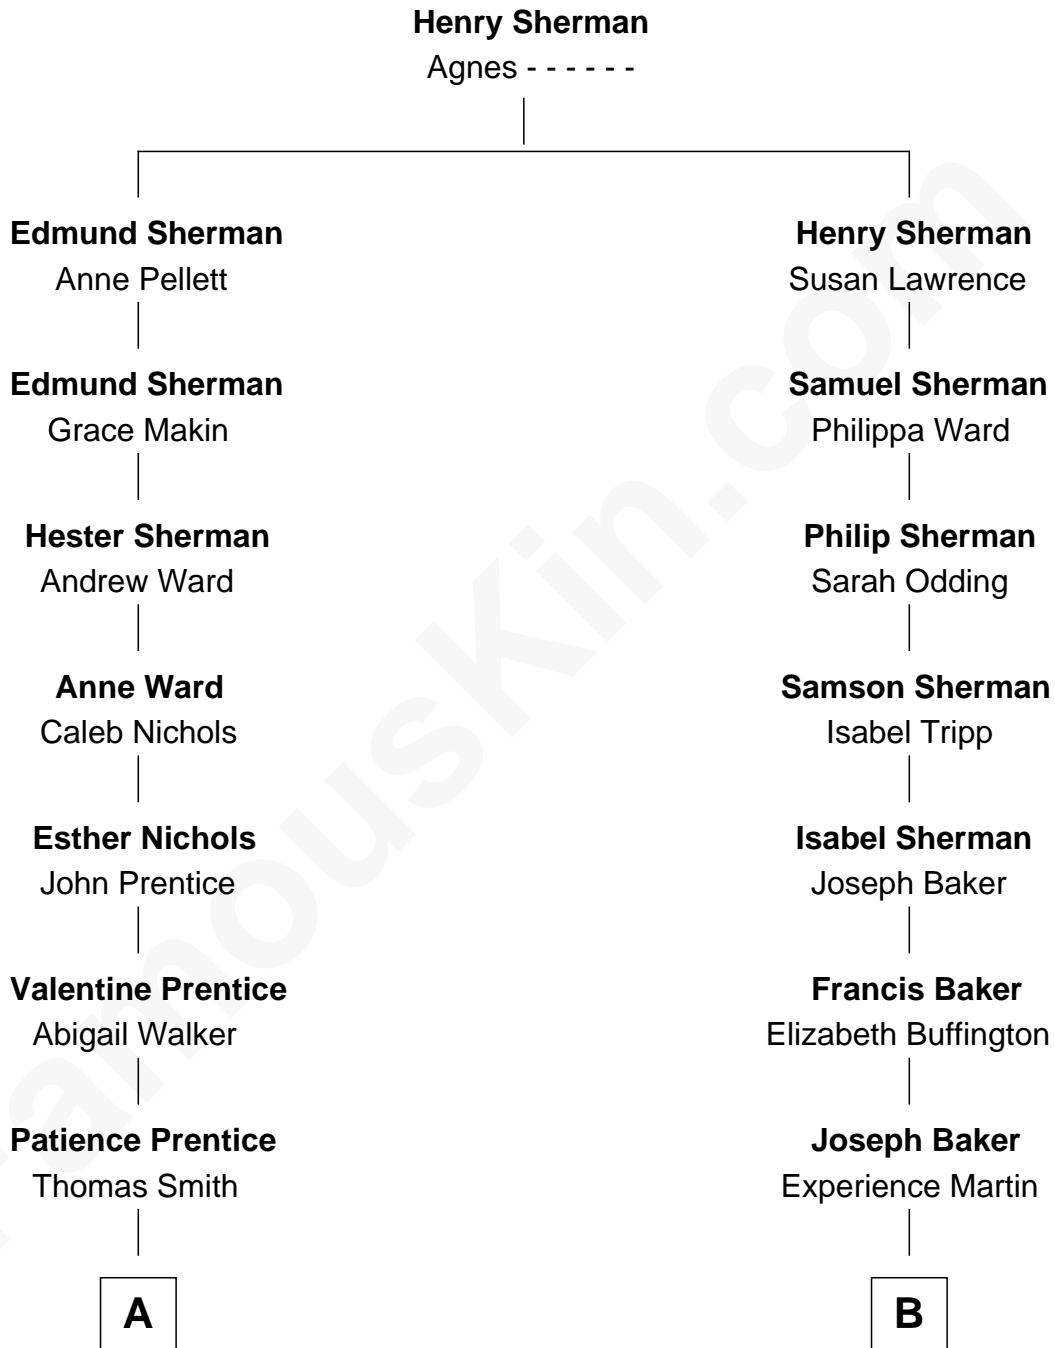 Henry Sherman
Agnes - - - - - -
Edmund Sherman
Anne Pellett
Henry Sherman
Susan Lawrence
Edmund Sherman
Grace Makin
Samuel Sherman
Philippa Ward
Hester Sherman
Andrew Ward
Philip Sherman
Sarah Odding
Anne Ward
Caleb Nichols
Samson Sherman
Isabel Tripp
Esther Nichols
John Prentice
Isabel Sherman
Joseph Baker
Valentine Prentice
Abigail Walker
Francis Baker
Elizabeth Buffington
Patience Prentice
Thomas Smith
Joseph Baker
Experience Martin
A
B
FamousKin.com